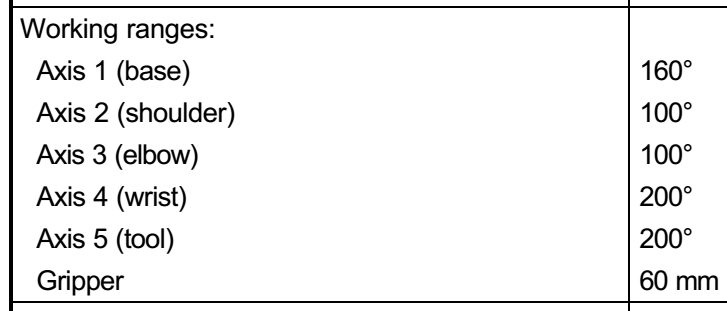 Working ranges:
Axis 1 (base) 160°
Axis 2 (shoulder) 100°
Axis 3 (elbow) 100°
Axis 4 (wrist) 200°
Axis 5 (tool) 200°
Gripper 60 mm